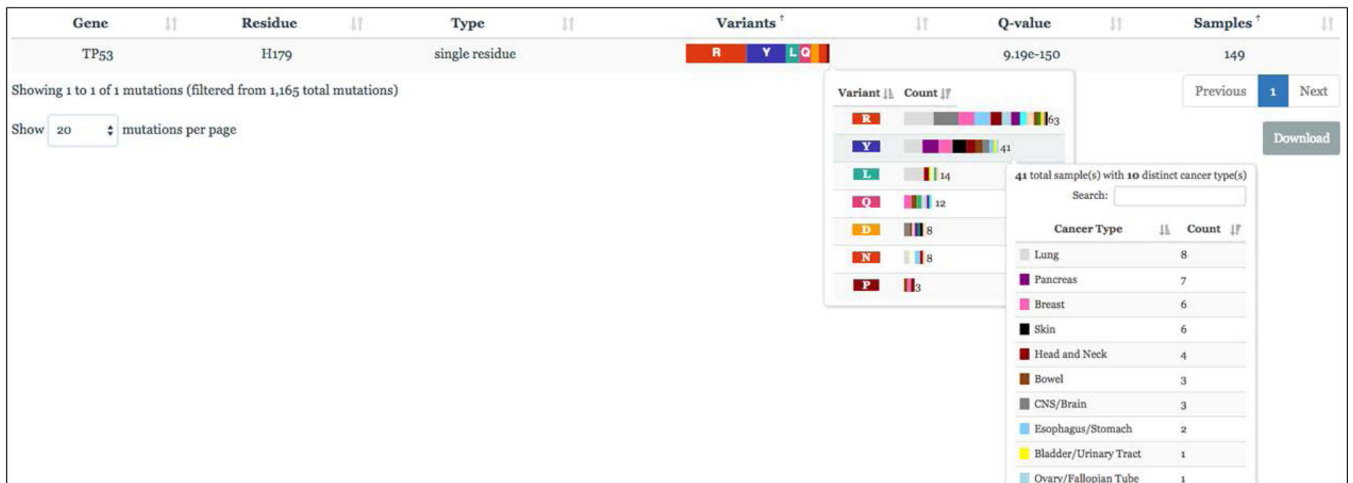 Gene Residue Type Variants † Q-value Samples †
TP53 H179 single residue R Y L Q 9.19e-150 149
Showing 1 to 1 of 1 mutations (filtered from 1,165 total mutations)
Previous 1 Next
Show 20 mutations per page
Download
Variant Count
R 63
Y 41
L 14
Q 12
D 8
N 8
P 3
41 total sample(s) with 10 distinct cancer type(s)
Search:
Cancer Type Count
Lung 8
Pancreas 7
Breast 6
Skin 6
Head and Neck 4
Bowel 3
CNS/Brain 3
Esophagus/Stomach 2
Bladder/Urinary Tract 1
Ovary/Fallopian Tube 1